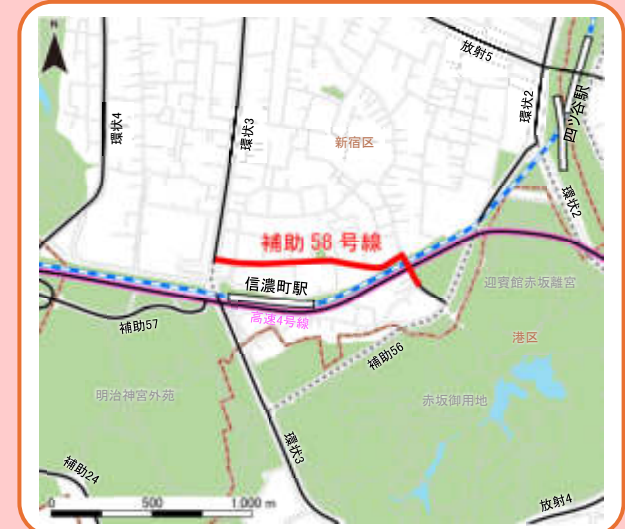 N
放射5
四ツ谷駅
環状2
環状4
環状3
新宿区
環状2
補助 58 号線
信濃町駅
迎賓館赤坂離宮
高速4号線
補助57
港区
補助56
明治神宮外苑
赤坂御用地
環状3
補助24
放射4
0 500 1,000 m